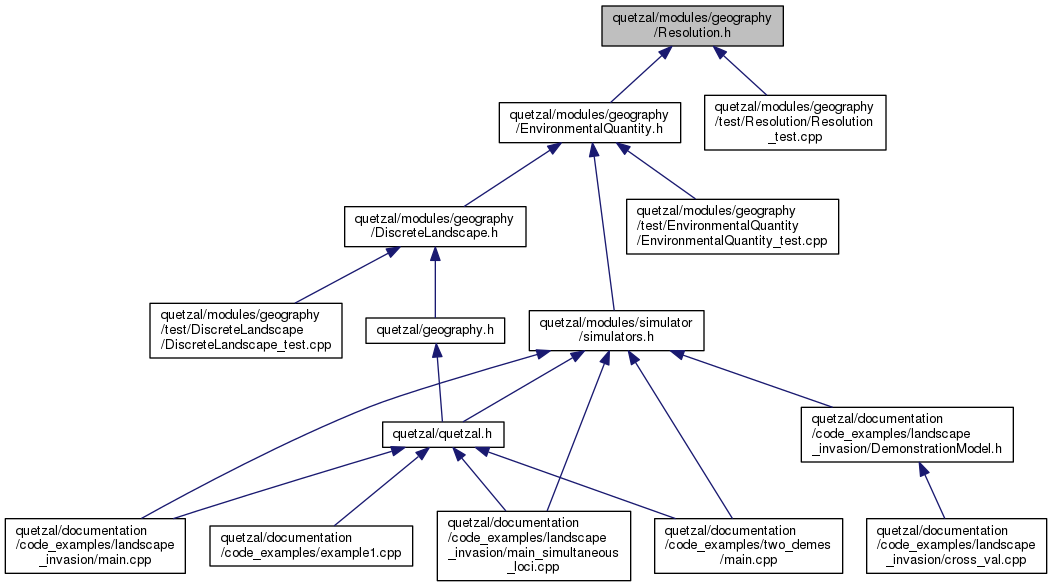 quetzal/modules/geography
/Resolution.h
quetzal/modules/geography
/EnvironmentalQuantity.h
quetzal/modules/geography
/test/Resolution/Resolution
_test.cpp
quetzal/modules/geography
/DiscreteLandscape.h
quetzal/modules/geography
/test/EnvironmentalQuantity
/EnvironmentalQuantity_test.cpp
quetzal/modules/geography
/test/DiscreteLandscape
/DiscreteLandscape_test.cpp
quetzal/geography.h
quetzal/modules/simulator
/simulators.h
quetzal/quetzal.h
quetzal/documentation
/code_examples/landscape
_invasion/DemonstrationModel.h
quetzal/documentation
/code_examples/landscape
_invasion/main.cpp
quetzal/documentation
/code_examples/example1.cpp
quetzal/documentation
/code_examples/landscape
_invasion/main_simultaneous
_loci.cpp
quetzal/documentation
/code_examples/two_demes
/main.cpp
quetzal/documentation
/code_examples/landscape
_invasion/cross_val.cpp